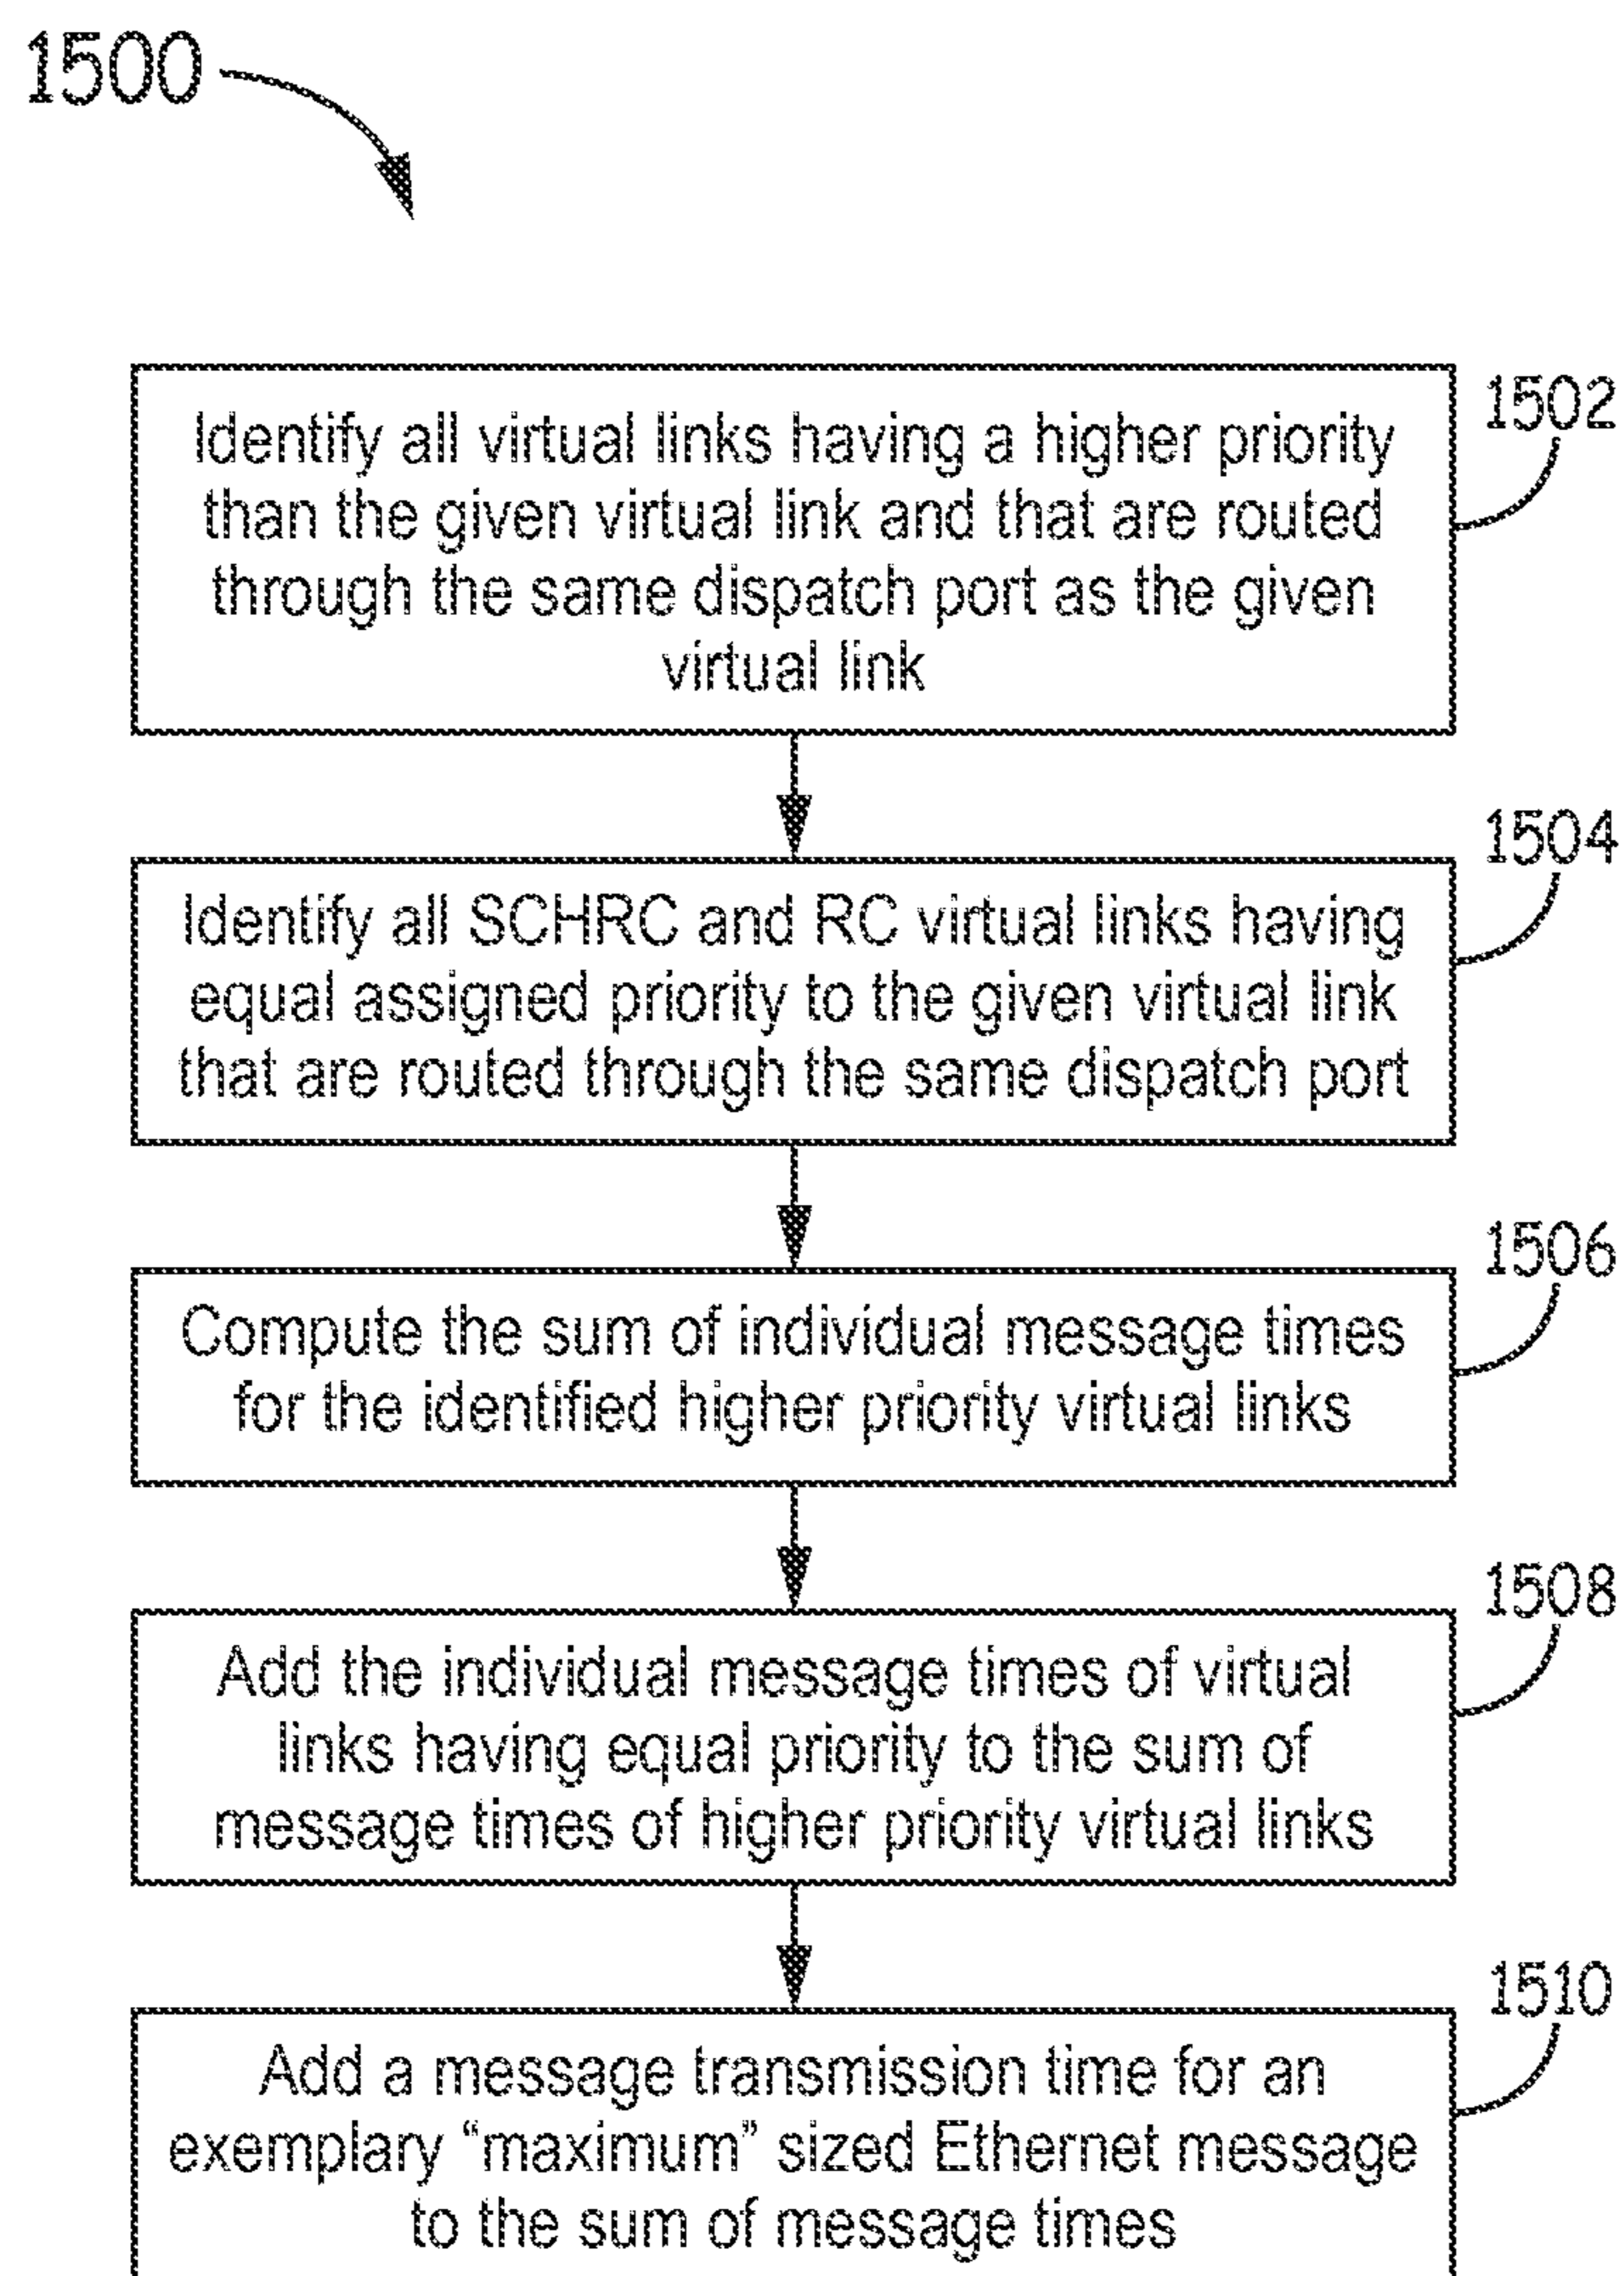 1500
Identify all virtual links having a higher priority
than the given virtual link and that are routed
through the same dispatch port as the given
virtual link
1502
Identify all SCHRC and RC virtual links having
equal assigned priority to the given virtual link
that are routed through the same dispatch port
1504
Compute the sum of individual message times
for the identified higher priority virtual links
1506
Add the individual message times of virtual
links having equal priority to the sum of
message times of higher priority virtual links
1508
Add a message transmission time for an
exemplary “maximum” sized Ethernet message
to the sum of message times
1510